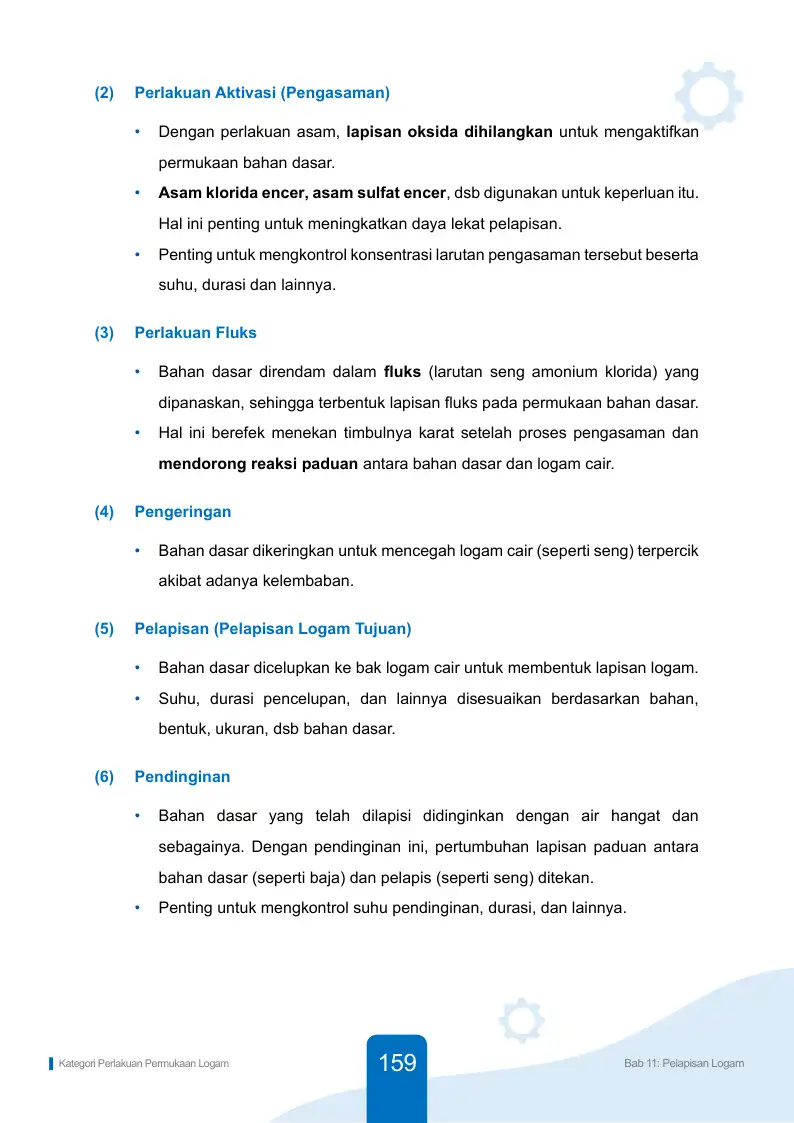 (2) Perlakuan Aktivasi (Pengasaman)
• Dengan perlakuan asam, lapisan oksida dihilangkan untuk mengaktifkan
permukaan bahan dasar.
• Asam klorida encer, asam sulfat encer, dsb digunakan untuk keperluan itu.
Hal ini penting untuk meningkatkan daya lekat pelapisan.
• Penting untuk mengkontrol konsentrasi larutan pengasaman tersebut beserta
suhu, durasi dan lainnya.
(3) Perlakuan Fluks
• Bahan dasar direndam dalam fluks (larutan seng amonium klorida) yang
dipanaskan, sehingga terbentuk lapisan fluks pada permukaan bahan dasar.
• Hal ini berefek menekan timbulnya karat setelah proses pengasaman dan
mendorong reaksi paduan antara bahan dasar dan logam cair.
(4) Pengeringan
• Bahan dasar dikeringkan untuk mencegah logam cair (seperti seng) terpercik
akibat adanya kelembaban.
(5) Pelapisan (Pelapisan Logam Tujuan)
• Bahan dasar dicelupkan ke bak logam cair untuk membentuk lapisan logam.
• Suhu, durasi pencelupan, dan lainnya disesuaikan berdasarkan bahan,
bentuk, ukuran, dsb bahan dasar.
(6) Pendinginan
• Bahan dasar yang telah dilapisi didinginkan dengan air hangat dan
sebagainya. Dengan pendinginan ini, pertumbuhan lapisan paduan antara
bahan dasar (seperti baja) dan pelapis (seperti seng) ditekan.
• Penting untuk mengkontrol suhu pendinginan, durasi, dan lainnya.
Kategori Perlakuan Permukaan Logam
159
Bab 11: Pelapisan Logam